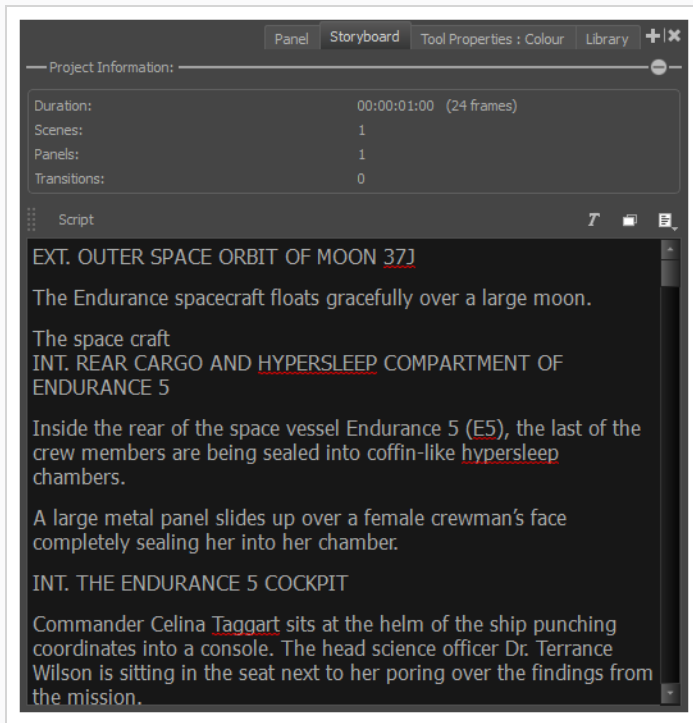 Panel Storyboard Tool Properties : Colour Library
Project Information:
Duration: 00:00:01:00 (24 frames)
Scenes: 1
Panels: 1
Transitions: 0
Script
EXT. OUTER SPACE ORBIT OF MOON 37J
The Endurance spacecraft floats gracefully over a large moon.
The space craft
INT. REAR CARGO AND HYPERSLEEP COMPARTMENT OF
ENDURANCE 5
Inside the rear of the space vessel Endurance 5 (E5), the last of the
crew members are being sealed into coffin-like hypersleep
chambers.
A large metal panel slides up over a female crewman’s face
completely sealing her into her chamber.
INT. THE ENDURANCE 5 COCKPIT
Commander Celina Taggart sits at the helm of the ship punching
coordinates into a console. The head science officer Dr. Terrance
Wilson is sitting in the seat next to her poring over the findings from
the mission.